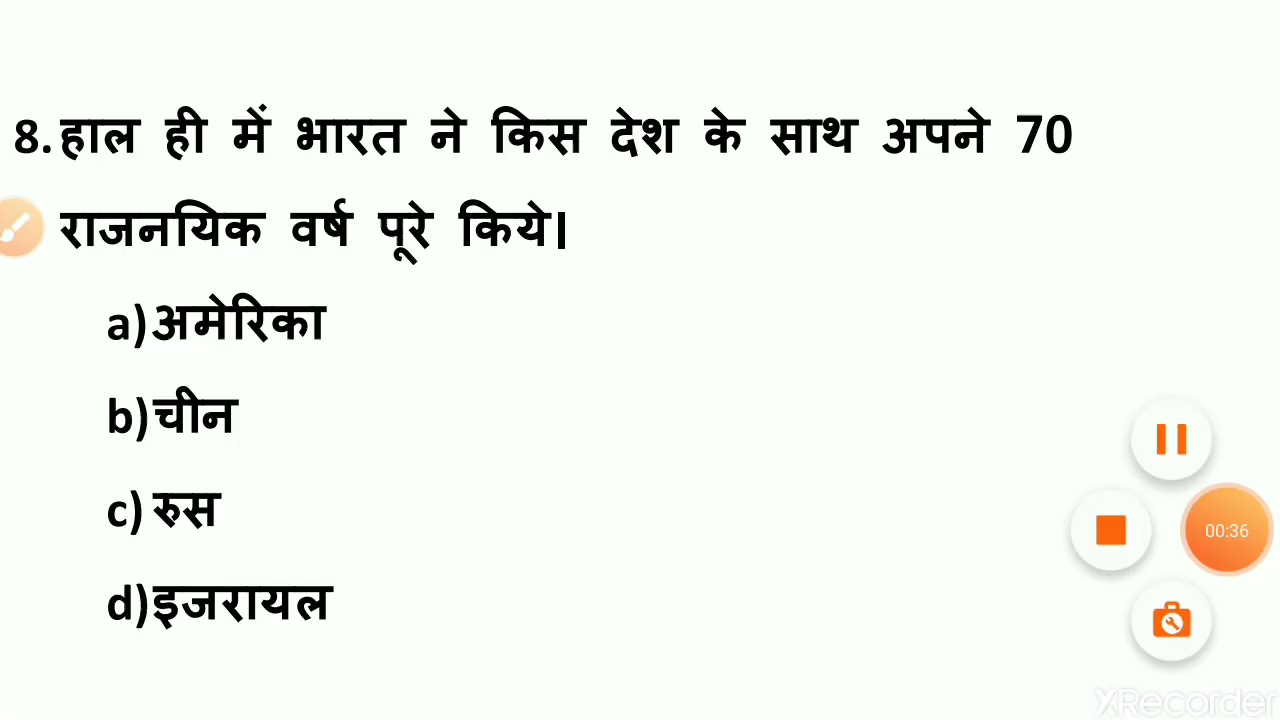 8. हाल ही में भारत ने किस देश के साथ अपने 70
राजनयिक वर्ष पूरे किये।
a)अमेरिका
b)चीन
c) रुस
d)इजरायल
00:36
XRecorder